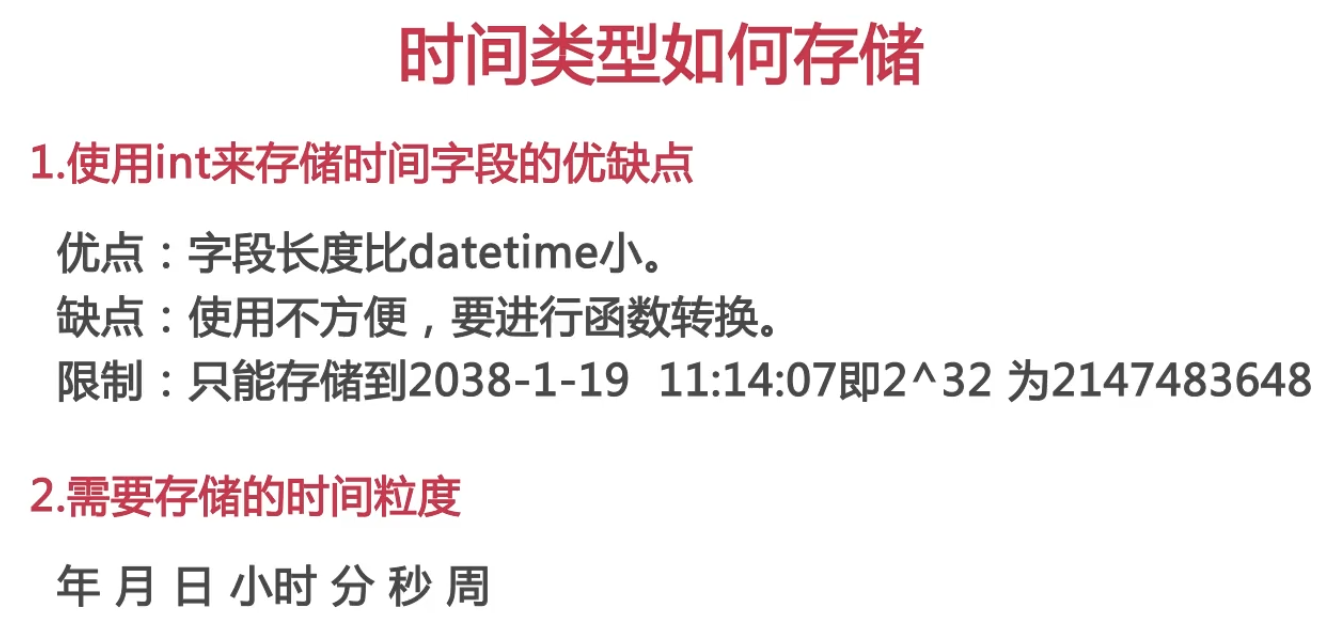 时间类型如何存储
1.使用int来存储时间字段的优缺点
优点：字段长度比datetime小。
缺点：使用不方便，要进行函数转换。
限制：只能存储到2038-1-19 11:14:07即2^32 为2147483648
2.需要存储的时间粒度
年 月 日 小时 分 秒 周